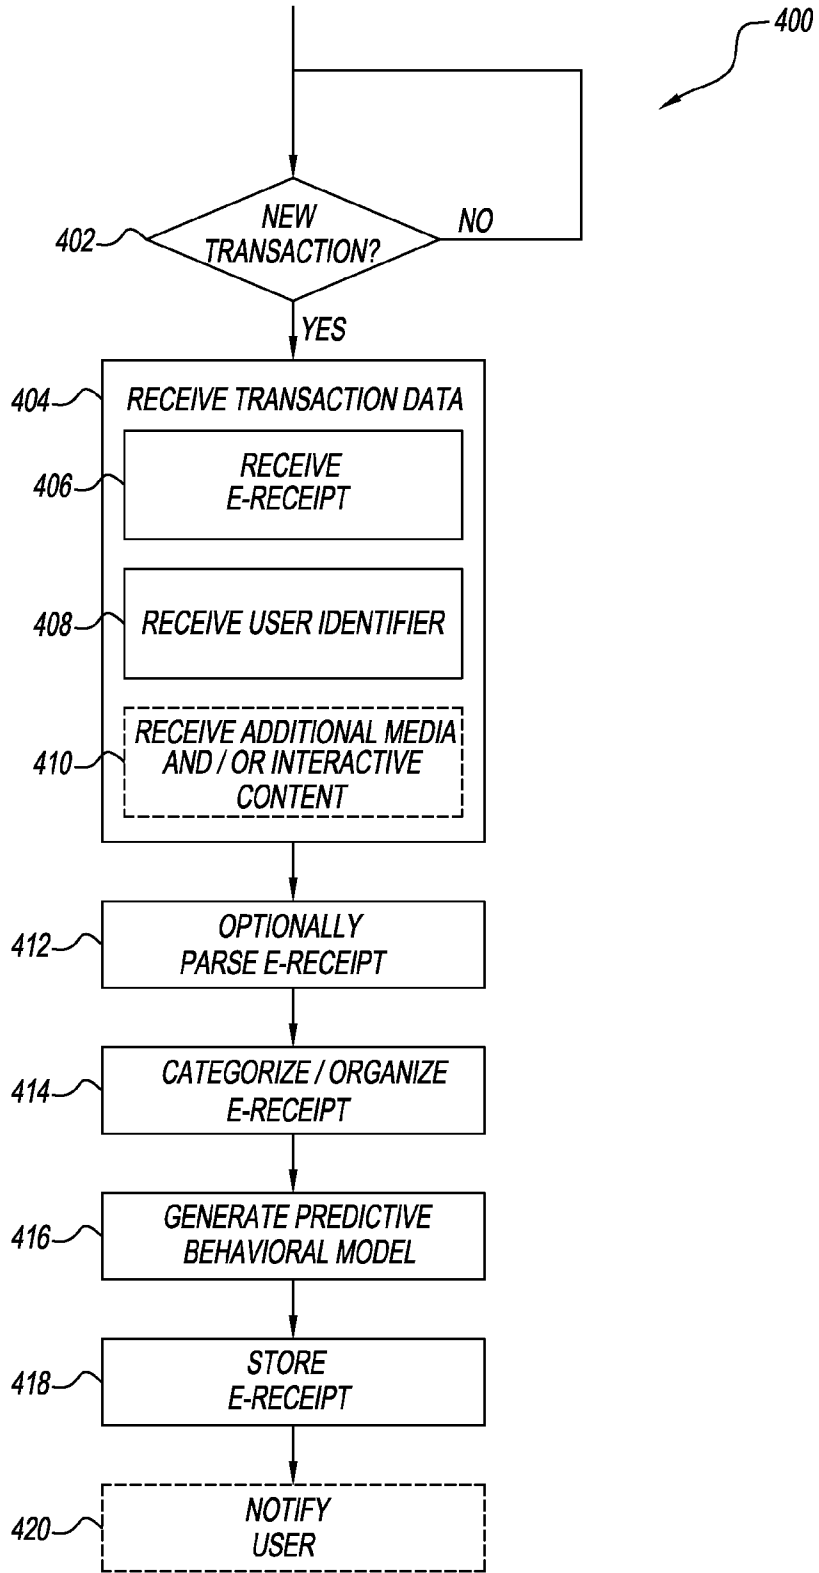 400
NEW
TRANSACTION?
402
NO
YES
404
RECEIVE TRANSACTION DATA
RECEIVE
E-RECEIPT
406
RECEIVE USER IDENTIFIER
408
RECEIVE ADDITIONAL MEDIA
AND / OR INTERACTIVE
CONTENT
410
OPTIONALLY
PARSE E-RECEIPT
412
CATEGORIZE / ORGANIZE
E-RECEIPT
414
GENERATE PREDICTIVE
BEHAVIORAL MODEL
416
STORE
E-RECEIPT
418
NOTIFY
USER
420